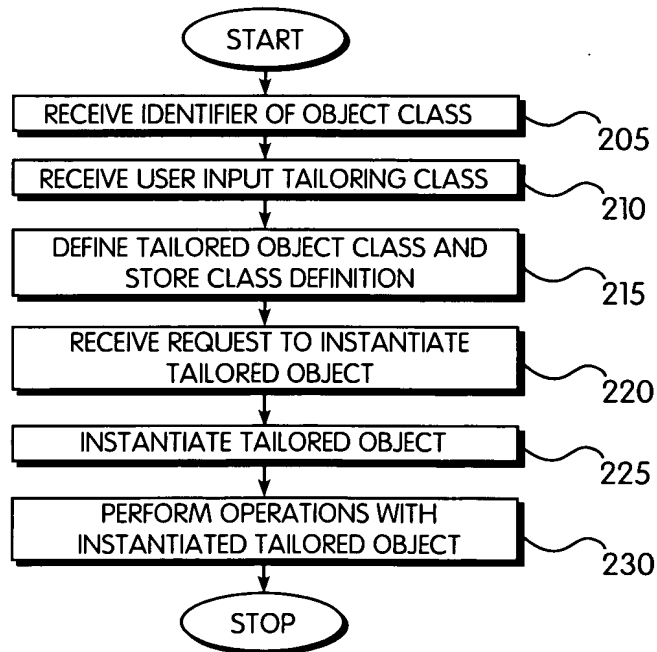 START
RECEIVE IDENTIFIER OF OBJECT CLASS
205
RECEIVE USER INPUT TAILORING CLASS
210
DEFINE TAILORED OBJECT CLASS AND
STORE CLASS DEFINITION
215
RECEIVE REQUEST TO INSTANTIATE
TAILORED OBJECT
220
INSTANTIATE TAILORED OBJECT
225
PERFORM OPERATIONS WITH
INSTANTIATED TAILORED OBJECT
230
STOP